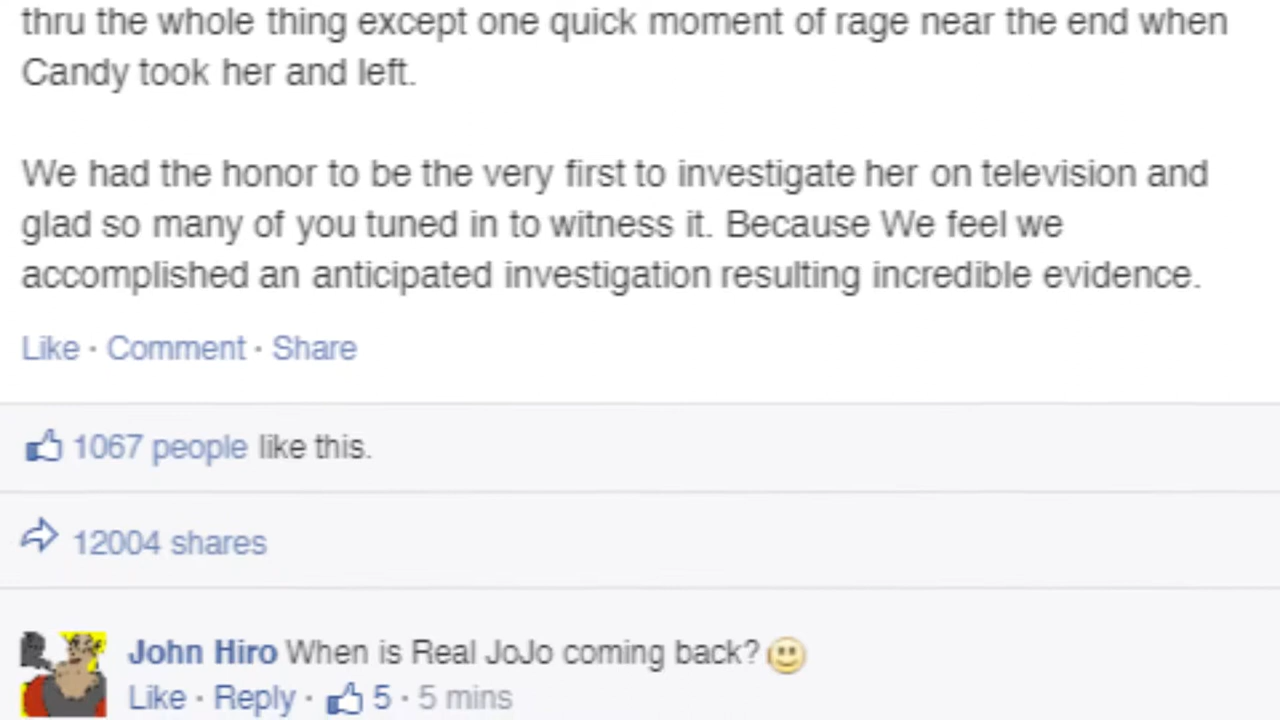 thru the whole thing except one quick moment of rage near the end when
Candy took her and left.
We had the honor to be the very first to investigate her on television and
glad so many of you tuned in to witness it. Because We feel we
accomplished an anticipated investigation resulting incredible evidence.
Like · Comment · Share
1067 people like this.
12004 shares
John Hiro When is Real JoJo coming back?
Like · Reply · 5 · 5 mins